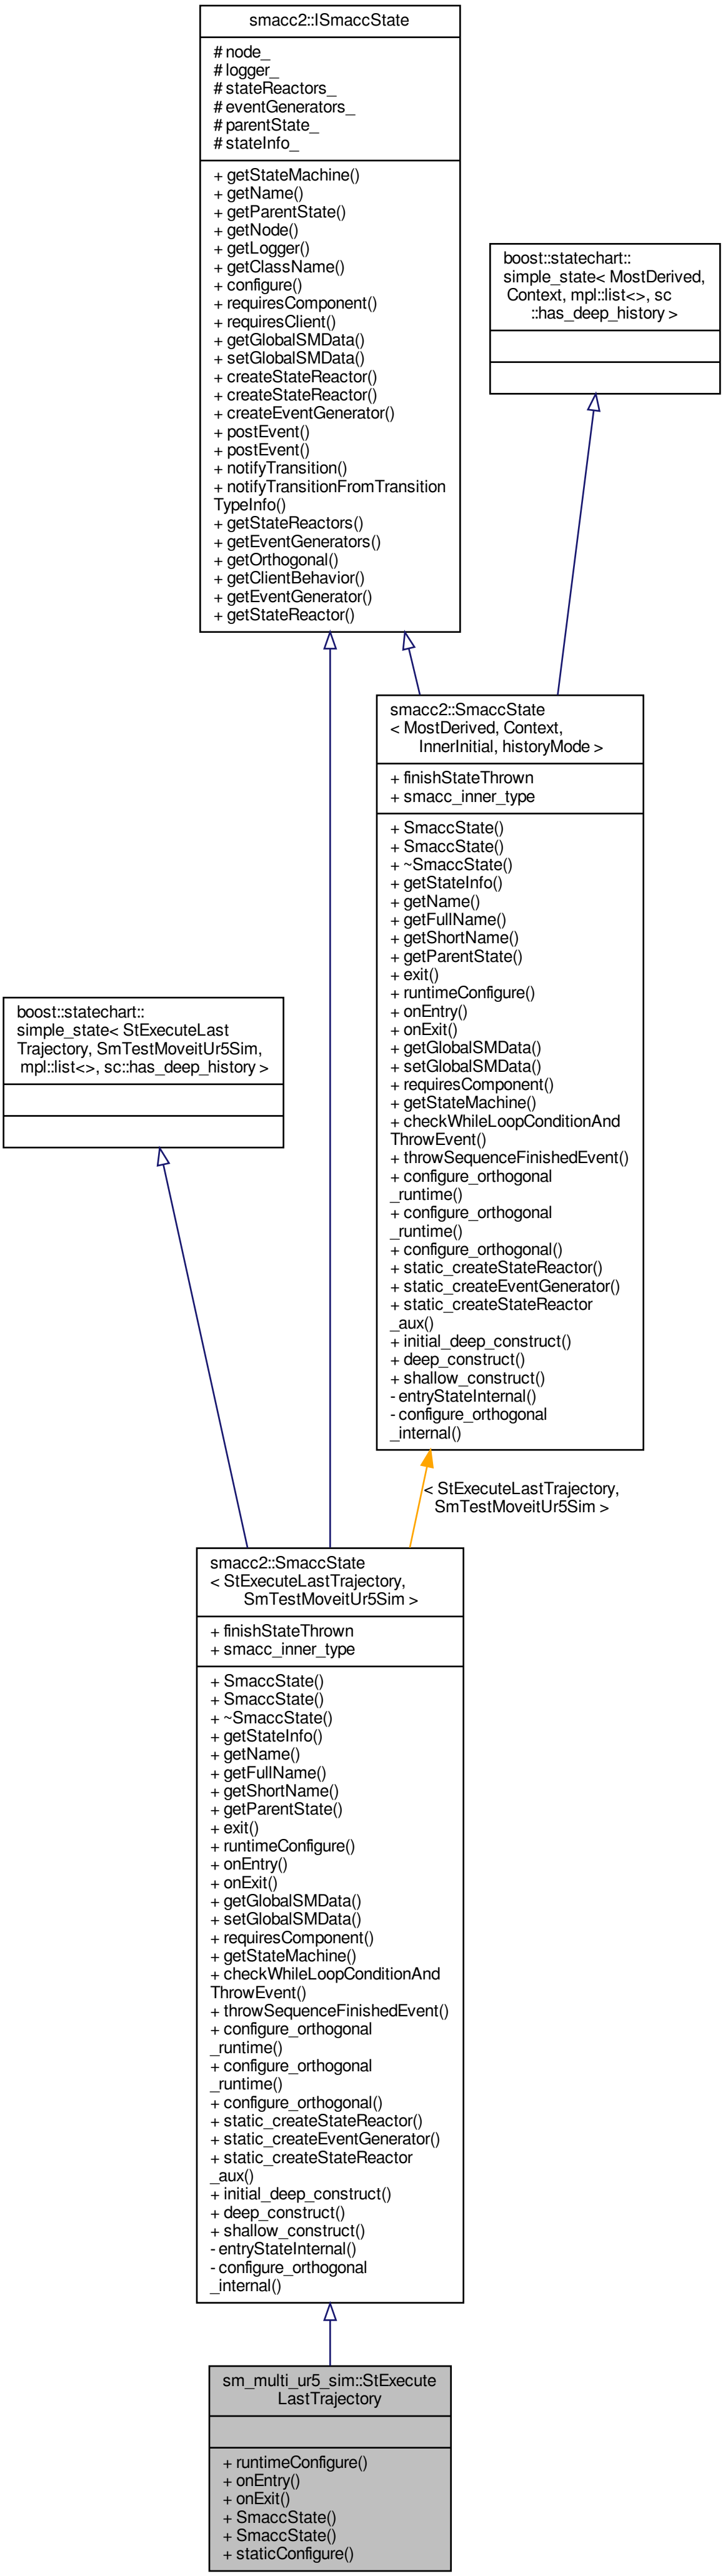 smacc2::ISmaccState
# node_
# logger_
# stateReactors_
# eventGenerators_
# parentState_
# stateInfo_
+ getStateMachine()
+ getName()
+ getParentState()
+ getNode()
+ getLogger()
+ getClassName()
+ configure()
+ requiresComponent()
+ requiresClient()
+ getGlobalSMData()
+ setGlobalSMData()
+ createStateReactor()
+ createStateReactor()
+ createEventGenerator()
+ postEvent()
+ postEvent()
+ notifyTransition()
+ notifyTransitionFromTransition
TypeInfo()
+ getStateReactors()
+ getEventGenerators()
+ getOrthogonal()
+ getClientBehavior()
+ getEventGenerator()
+ getStateReactor()
boost::statechart::
simple_state< MostDerived,
Context, mpl::list<>, sc
::has_deep_history >
smacc2::SmaccState
< MostDerived, Context,
InnerInitial, historyMode >
+ finishStateThrown
+ smacc_inner_type
+ SmaccState()
+ SmaccState()
+ ~SmaccState()
+ getStateInfo()
+ getName()
+ getFullName()
+ getShortName()
+ getParentState()
+ exit()
+ runtimeConfigure()
+ onEntry()
+ onExit()
+ getGlobalSMData()
+ setGlobalSMData()
+ requiresComponent()
+ getStateMachine()
+ checkWhileLoopConditionAnd
ThrowEvent()
+ throwSequenceFinishedEvent()
+ configure_orthogonal
_runtime()
+ configure_orthogonal
_runtime()
+ configure_orthogonal()
+ static_createStateReactor()
+ static_createEventGenerator()
+ static_createStateReactor
_aux()
+ initial_deep_construct()
+ deep_construct()
+ shallow_construct()
- entryStateInternal()
- configure_orthogonal
_internal()
boost::statechart::
simple_state< StExecuteLast
Trajectory, SmTestMoveitUr5Sim,
mpl::list<>, sc::has_deep_history >
< StExecuteLastTrajectory,
SmTestMoveitUr5Sim >
smacc2::SmaccState
< StExecuteLastTrajectory,
SmTestMoveitUr5Sim >
+ finishStateThrown
+ smacc_inner_type
+ SmaccState()
+ SmaccState()
+ ~SmaccState()
+ getStateInfo()
+ getName()
+ getFullName()
+ getShortName()
+ getParentState()
+ exit()
+ runtimeConfigure()
+ onEntry()
+ onExit()
+ getGlobalSMData()
+ setGlobalSMData()
+ requiresComponent()
+ getStateMachine()
+ checkWhileLoopConditionAnd
ThrowEvent()
+ throwSequenceFinishedEvent()
+ configure_orthogonal
_runtime()
+ configure_orthogonal
_runtime()
+ configure_orthogonal()
+ static_createStateReactor()
+ static_createEventGenerator()
+ static_createStateReactor
_aux()
+ initial_deep_construct()
+ deep_construct()
+ shallow_construct()
- entryStateInternal()
- configure_orthogonal
_internal()
sm_multi_ur5_sim::StExecute
LastTrajectory
+ runtimeConfigure()
+ onEntry()
+ onExit()
+ SmaccState()
+ SmaccState()
+ staticConfigure()